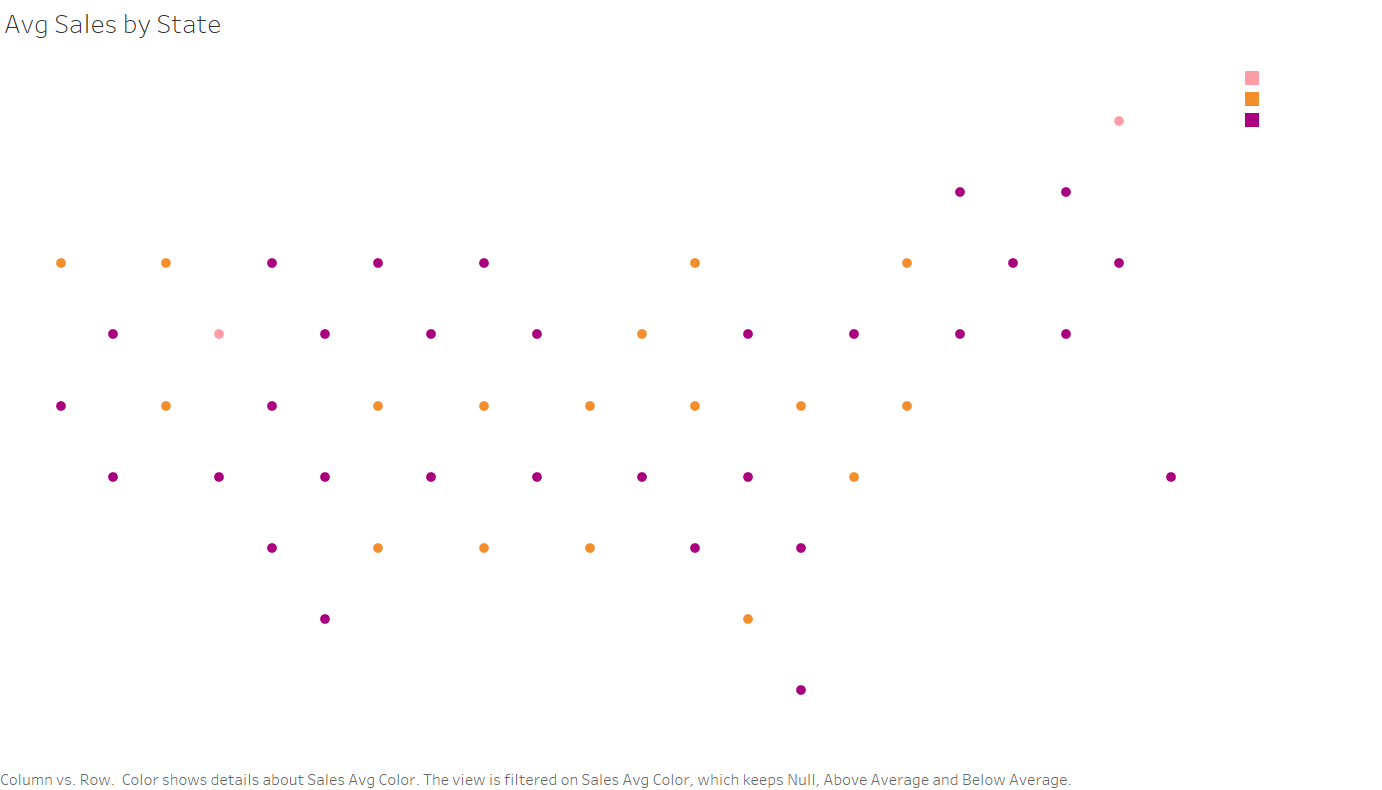 Avg Sales by State
Column vs. Row.  Color shows details about Sales Avg Color. The view is filtered on Sales Avg Color, which keeps Null, Above Average and Below Average.